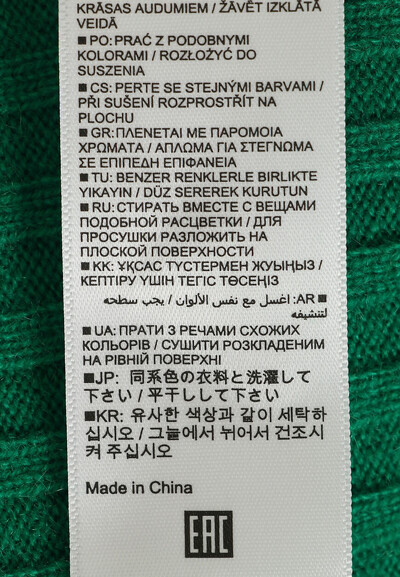 KRĀSAS AUDUMIEM / ŽĀVĒT IZKLĀTĀ
VEIDĀ
■ PO: PRAĆ Z PODOBNYMI
KOLORAMI / ROZŁOŻYĆ DO
SUSZENIA
■ CS: PERTE SE STEJNÝMI BARVAMI /
PŘI SUŠENÍ ROZPROSTŘÍT NA
PLOCHU
■ GR: ΠΛΕΝΕΤΑΙ ΜΕ ΠΑΡΟΜΟΙΑ
ΧΡΩΜΑΤΑ / ΑΠΛΩΜΑ ΓΙΑ ΣΤΕΓΝΩΜΑ
ΣΕ ΕΠΙΠΕΔΗ ΕΠΙΦΑΝΕΙΑ
■ TU: BENZER RENKLERLE BIRLIKTE
YIKAYIN / DÜZ SEREREK KURUTUN
■ RU: СТИРАТЬ ВМЕСТЕ С ВЕЩАМИ
ПОДОБНОЙ РАСЦВЕТКИ / ДЛЯ
ПРОСУШКИ РАЗЛОЖИТЬ НА
ПЛОСКОЙ ПОВЕРХНОСТИ
■ KK: ҰҚСАС ТҮСТЕРМЕН ЖУЫҢЫЗ /
КЕПТІРУ ҮШІН ТЕГІС ТӨСЕҢІЗ
■ AR: اغسل مع نفس الألوان / يجب سطحه
لتنشيفه
■ UA: ПРАТИ З РЕЧАМИ СХОЖИХ
КОЛЬОРІВ / СУШИТИ РОЗКЛАДЕНИМ
НА РІВНІЙ ПОВЕРХНІ
■JP: 同系色の衣料と洗濯して
下さい / 平干しして下さい
■KR: 유사한 색상과 같이 세탁하
십시오 / 그늘에서 뉘어서 건조시
켜 주십시오
Made in China
EAC